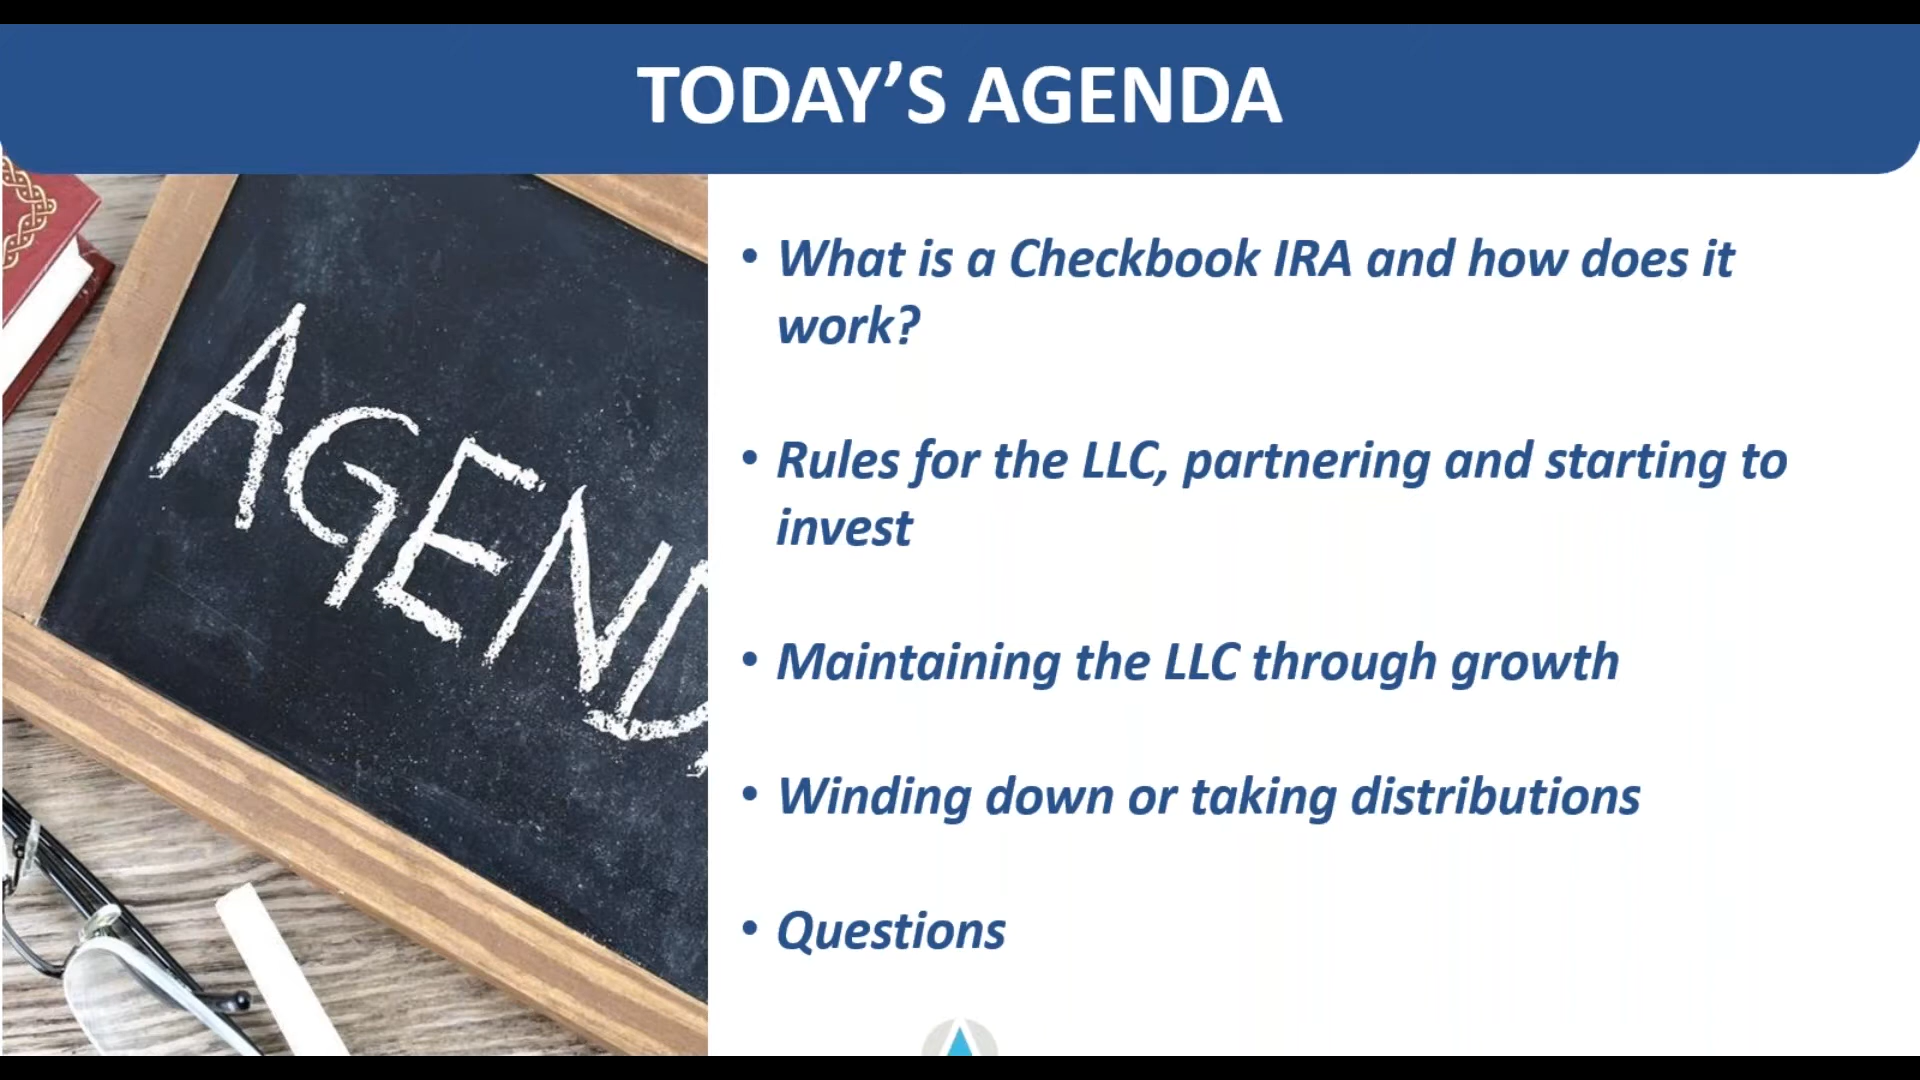 TODAY’S AGENDA
AGEND
• What is a Checkbook IRA and how does it
work?
• Rules for the LLC, partnering and starting to
invest
• Maintaining the LLC through growth
• Winding down or taking distributions
• Questions